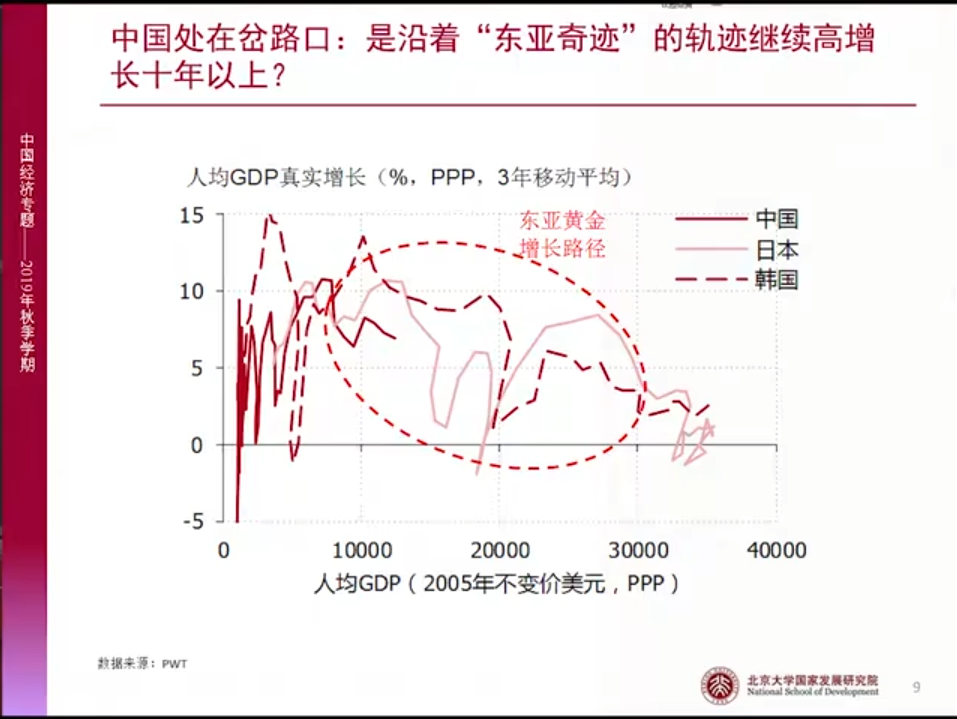 中国处在岔路口：是沿着“东亚奇迹”的轨迹继续高增
长十年以上？
中国经济专题——2019年秋季学期
人均GDP真实增长（%，PPP，3年移动平均）
东亚黄金
增长路径
中国
日本
韩国
15
10
5
0
-5
0 10000 20000 30000 40000
人均GDP（2005年不变价美元，PPP）
数据来源：PWT
北京大学国家发展研究院
National School of Development
9